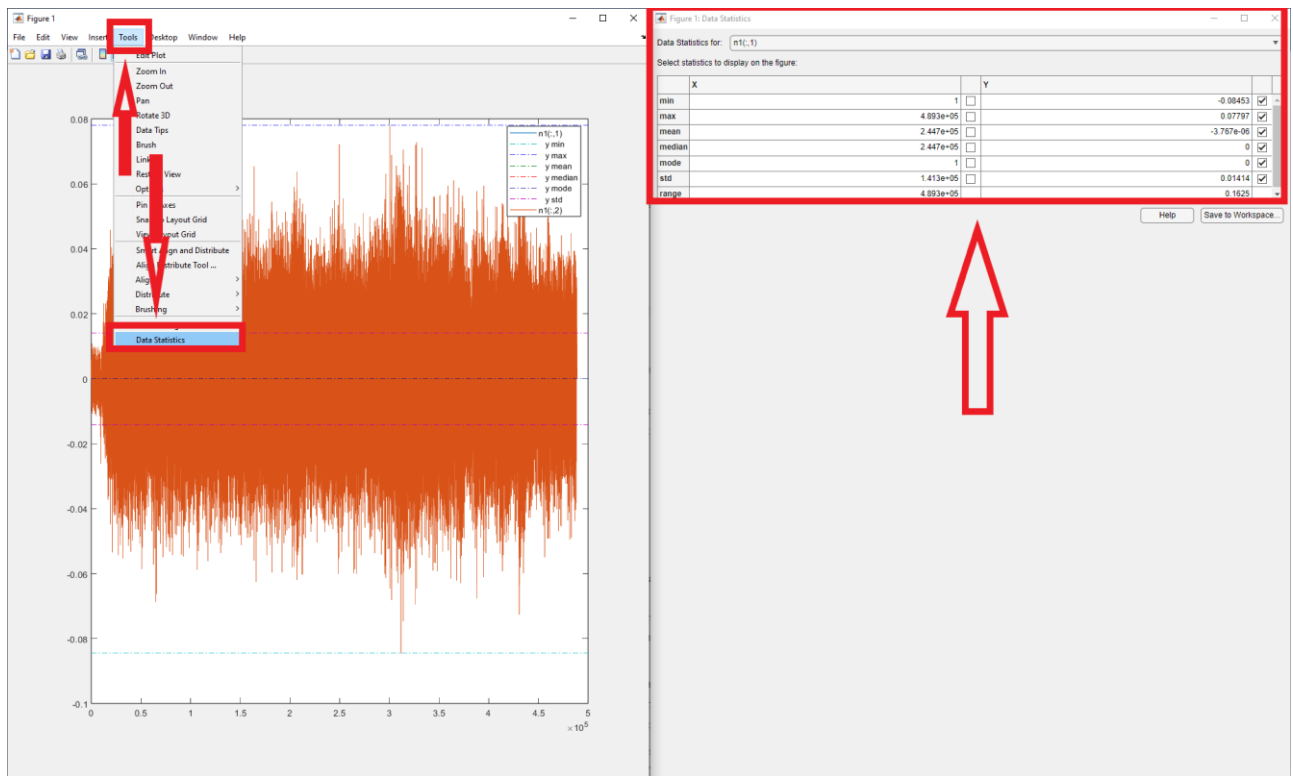 Figure 1
File Edit View Insert Tools Desktop Window Help
Edit Plot
Zoom In
Zoom Out
Pan
Rotate 3D
Data Tips
Brush
Link
View
Pin Axes
Snap to Layout Grid
View Layout Grid
Smart Align and Distribute
Align Distribute Tool ...
Align
Distribute
Brushing
Data Statistics
n1(:,1)
y min
y max
y mean
y median
y mode
y std
n1(:,2)
0.08
0.06
0.04
0.02
0
-0.02
-0.04
-0.06
-0.08
-0.1
0 0.5 1 1.5 2 2.5 3 3.5 4 4.5 5
×10⁵
Figure 1: Data Statistics
Data Statistics for: n1(:,1)
Select statistics to display on the figure:
X Y
min 1 -0.08453
max 4.893e+05 0.07797
mean 2.447e+05 -3.767e-06
median 2.447e+05 0
mode 1 0
std 1.413e+05 0.01414
range 4.893e+05 0.1625
Help Save to Workspace...